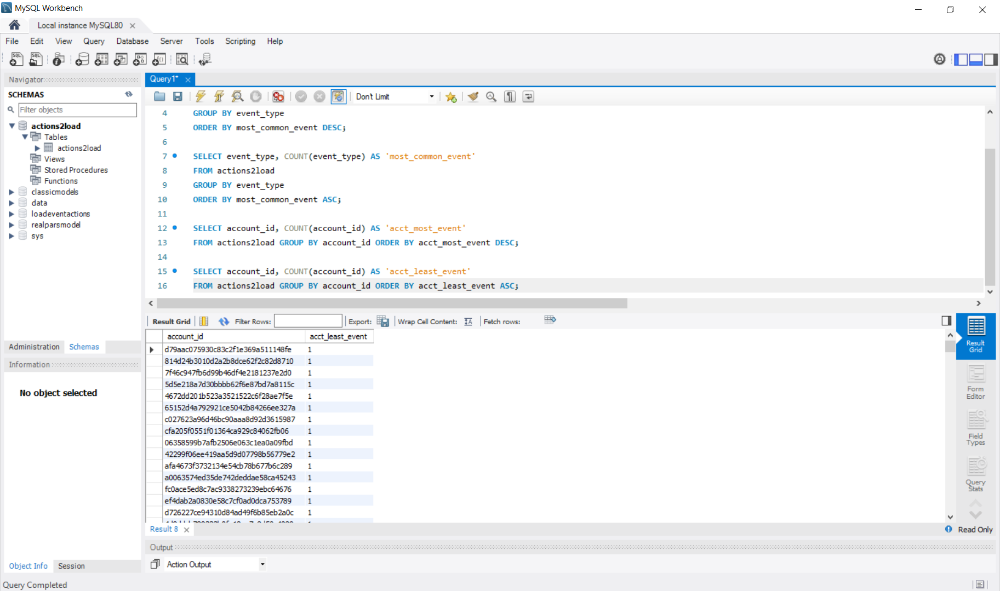 MySQL Workbench
Local instance MySQL80
File Edit View Query Database Server Tools Scripting Help
Navigator
SCHEMAS
Filter objects
actions2load
Tables
actions2load
Views
Stored Procedures
Functions
classicmodels
data
loadeventactions
realparsmodel
sys
Administration Schemas
Information
No object selected
Object Info Session
Query1*
Don't Limit
4 GROUP BY event_type
5 ORDER BY most_common_event DESC;
6
7 SELECT event_type, COUNT(event_type) AS 'most_common_event'
8 FROM actions2load
9 GROUP BY event_type
10 ORDER BY most_common_event ASC;
11
12 SELECT account_id, COUNT(account_id) AS 'acct_most_event'
13 FROM actions2load GROUP BY account_id ORDER BY acct_most_event DESC;
14
15 SELECT account_id, COUNT(account_id) AS 'acct_least_event'
16 FROM actions2load GROUP BY account_id ORDER BY acct_least_event ASC;
Result Grid Filter Rows: Export: Wrap Cell Content: Fetch rows:
account_id acct_least_event
d79aac075930c83c2f1e369a511148fe 1
814d24b3010d2a2b8dce62f2c82d8710 1
7f46c947fb6d99b46df4e2181237e2d0 1
5d5e218a7d30bbbb62f6e87bd7a8115c 1
4672dd201b523a3521522c6f28ae7f5e 1
65152d4a792921ce5042b84266ee327a 1
c027623a96d46bc90aaa8d92d3615987 1
cfa205f0551f01364ca929c84062fb06 1
06358599b7afb2506e063c1ea0a09fbd 1
42299f06ee419aa5d9d07798b56779e2 1
afa4673f3732134e54cb78b677b6c289 1
a0063574ed35de742deddae58ca45243 1
fc0ace5ed8c7ac9338273239ebc64676 1
ef4dab2a0830e58c7cf0ad0dca753789 1
d726227ce94310d84ad49f6b85eb2a0c 1
Result Grid
Form Editor
Field Types
Query Stats
Result 8
Read Only
Output
Action Output
Query Completed